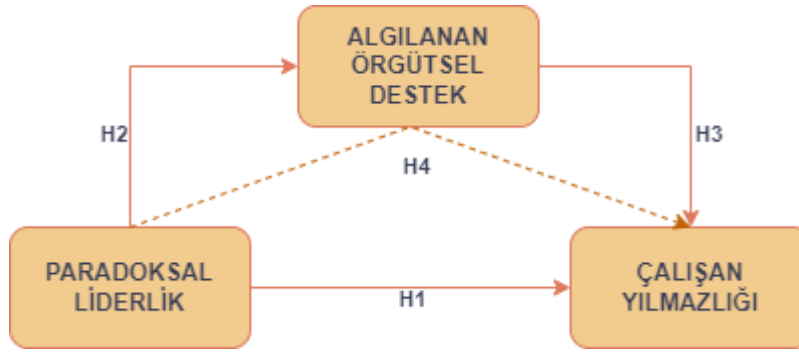 ALGILANAN
ÖRGÜTSEL
DESTEK
H2
H3
H4
PARADOKSAL
LİDERLİK
H1
ÇALIŞAN
YILMAZLIĞI